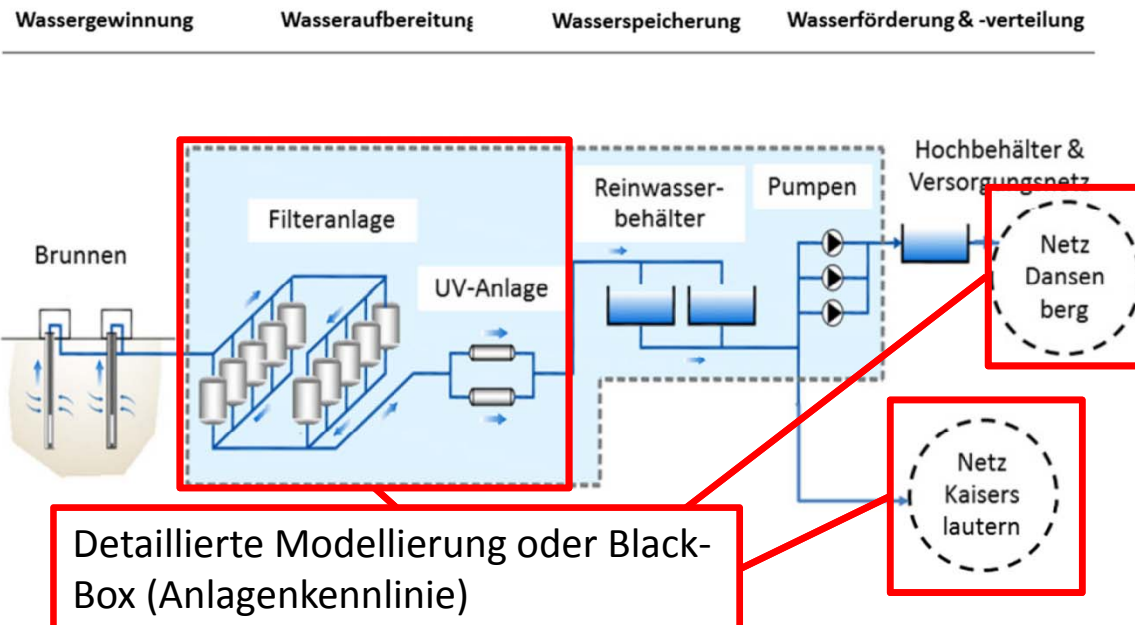 Wassergewinnung
Wasseraufbereitung
Wasserspeicherung
Wasserförderung & -verteilung
Hochbehälter &
Versorgungsnetz
Reinwasser-
behälter
Pumpen
Filteranlage
Netz
Dansen
berg
Brunnen
UV-Anlage
Netz
Kaisers
lautern
Detaillierte Modellierung oder Black-
Box (Anlagenkennlinie)